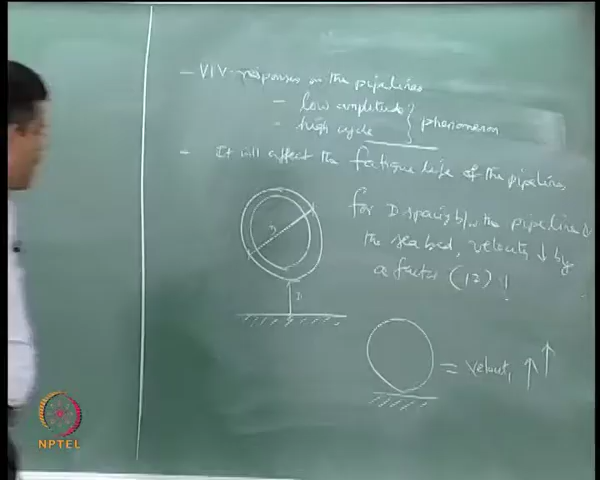 - VIV responses on the pipelines
- low amplitude
- high cycle
phenomenon
- It will affect the fatigue life of the pipelines
for D spacing b/w the pipeline &
the sea bed, velocity ↓ by
a factor (12) !
D
D
= velocity ↑ ↑
NPTEL